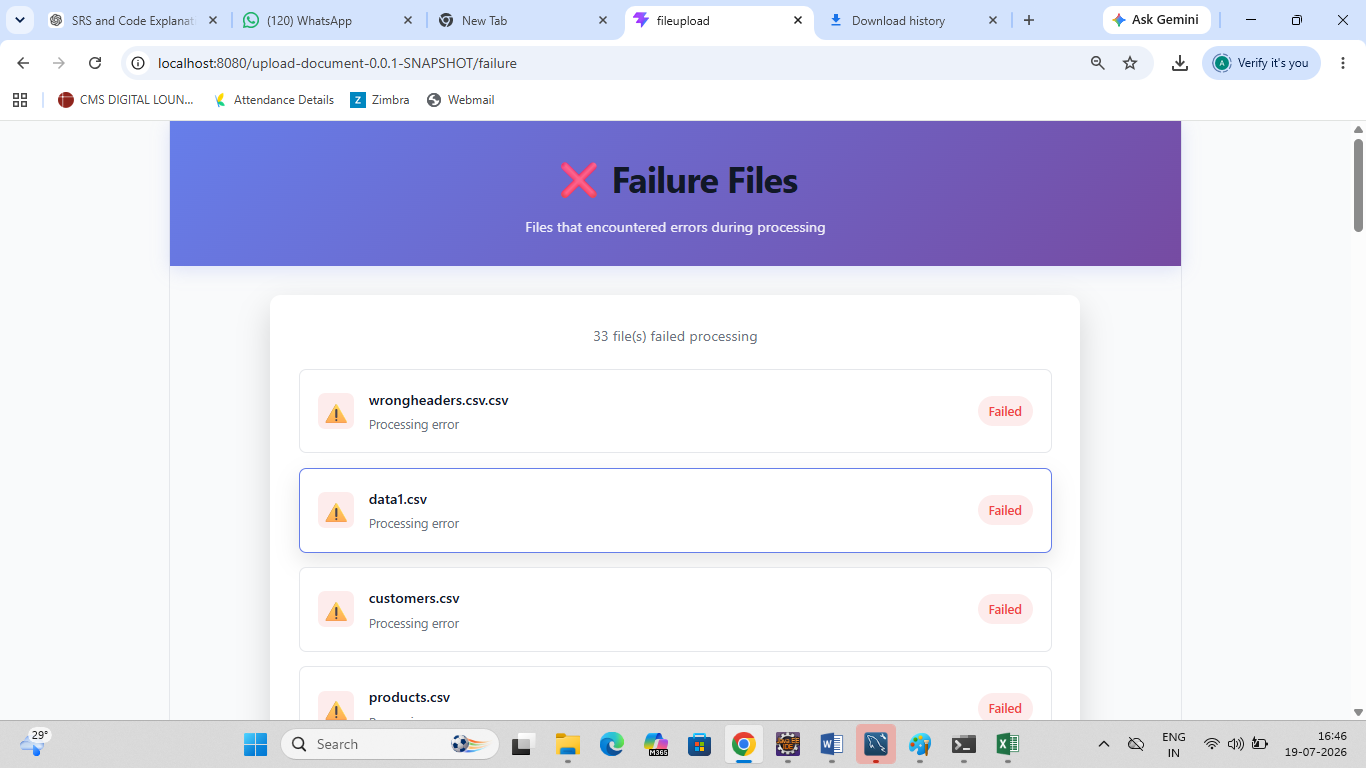 SRS and Code Explanat
(120) WhatsApp
New Tab
fileupload
Download history
Ask Gemini
localhost:8080/upload-document-0.0.1-SNAPSHOT/failure
Verify it's you
CMS DIGITAL LOUN...
Attendance Details
Zimbra
Webmail
Failure Files
Files that encountered errors during processing
33 file(s) failed processing
wrongheaders.csv.csv
Processing error
Failed
data1.csv
Processing error
Failed
customers.csv
Processing error
Failed
products.csv
Failed
29°
Search
ENG
IN
16:46
19-07-2026